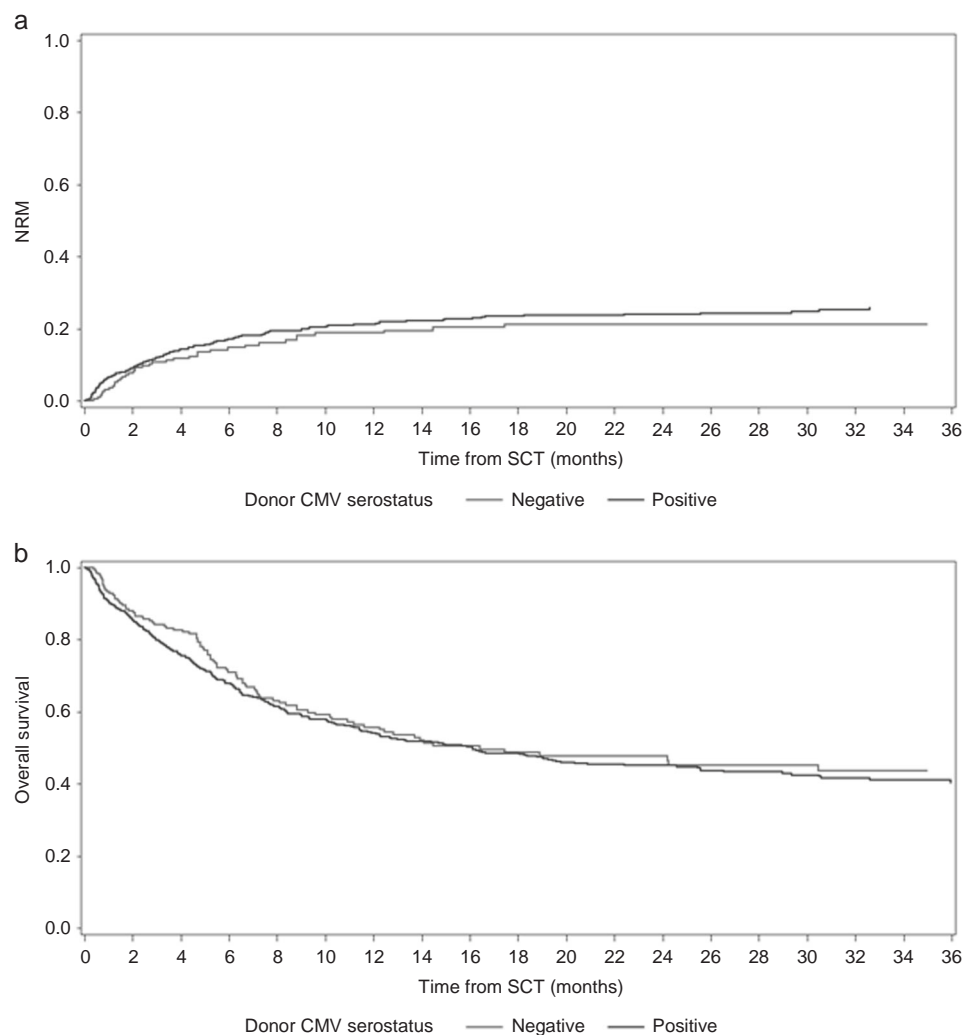 a
1.0
0.8
0.6
0.4
0.2
0.0
NRM
0 2 4 6 8 10 12 14 16 18 20 22 24 26 28 30 32 34 36
Time from SCT (months)
Donor CMV serostatus Negative Positive
b
1.0
0.8
0.6
0.4
0.2
0.0
Overall survival
0 2 4 6 8 10 12 14 16 18 20 22 24 26 28 30 32 34 36
Time from SCT (months)
Donor CMV serostatus Negative Positive